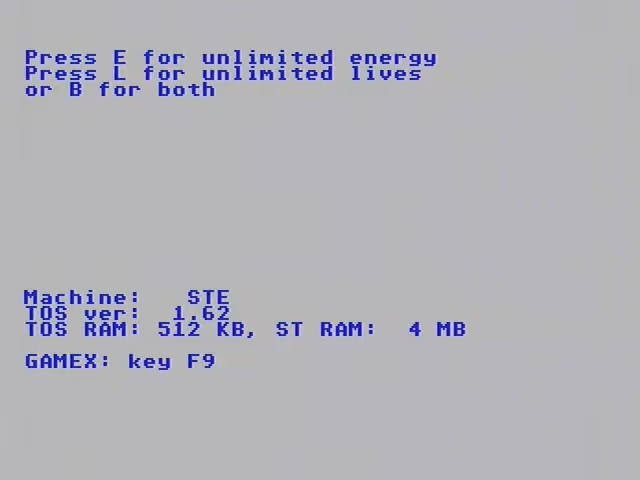 Press E for unlimited energy
Press L for unlimited lives
or B for both
Machine:   STE
TOS ver:  1.62
TOS RAM: 512 KB, ST RAM:  4 MB
GAMEX: key F9